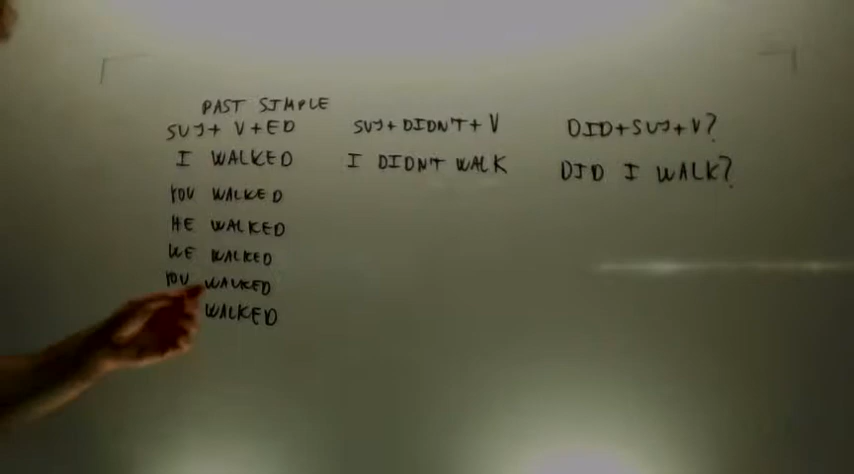 PAST SIMPLE
SUJ+ V+ED
I WALKED
YOU WALKED
HE WALKED
WE WALKED
YOU WALKED
WALKED
SUJ+DIDN'T+V
I DIDN'T WALK
DID+SUJ+V?
DID I WALK?